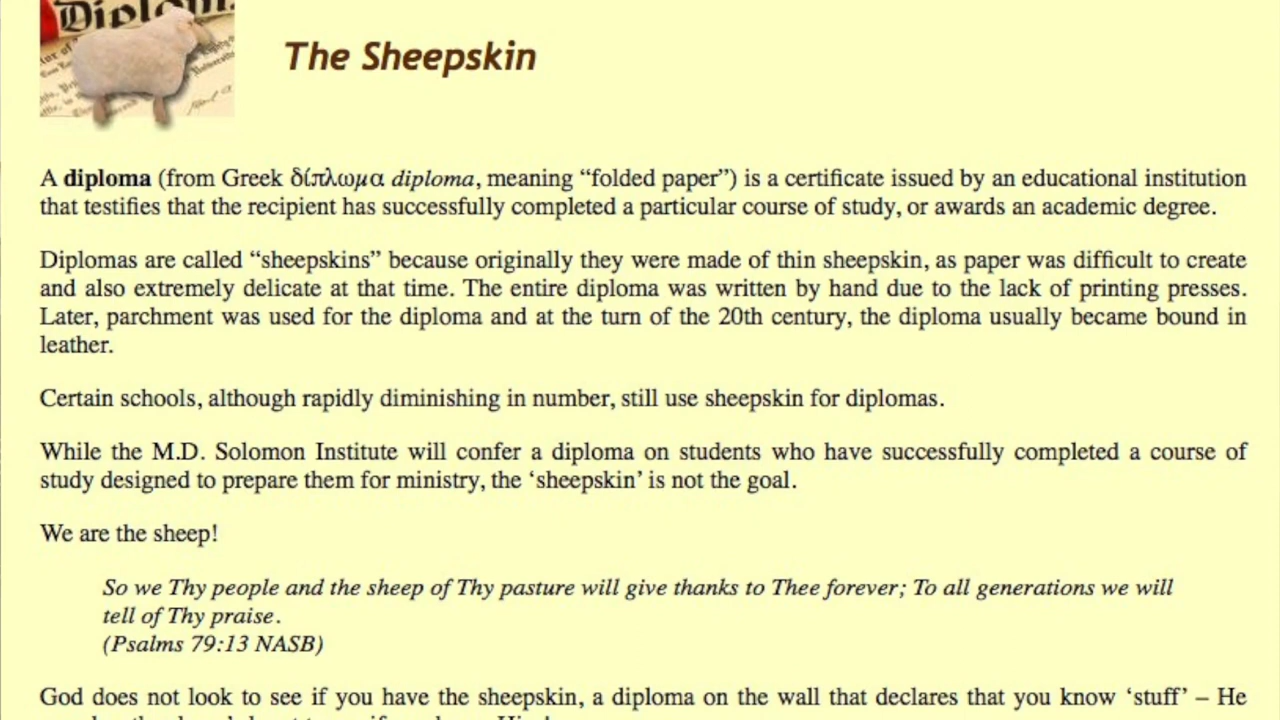 Diplom
The Sheepskin
A diploma (from Greek δίπλωμα diploma, meaning “folded paper”) is a certificate issued by an educational institution
that testifies that the recipient has successfully completed a particular course of study, or awards an academic degree.
Diplomas are called “sheepskins” because originally they were made of thin sheepskin, as paper was difficult to create
and also extremely delicate at that time. The entire diploma was written by hand due to the lack of printing presses.
Later, parchment was used for the diploma and at the turn of the 20th century, the diploma usually became bound in
leather.
Certain schools, although rapidly diminishing in number, still use sheepskin for diplomas.
While the M.D. Solomon Institute will confer a diploma on students who have successfully completed a course of
study designed to prepare them for ministry, the ‘sheepskin’ is not the goal.
We are the sheep!
So we Thy people and the sheep of Thy pasture will give thanks to Thee forever; To all generations we will
tell of Thy praise.
(Psalms 79:13 NASB)
God does not look to see if you have the sheepskin, a diploma on the wall that declares that you know ‘stuff’ – He